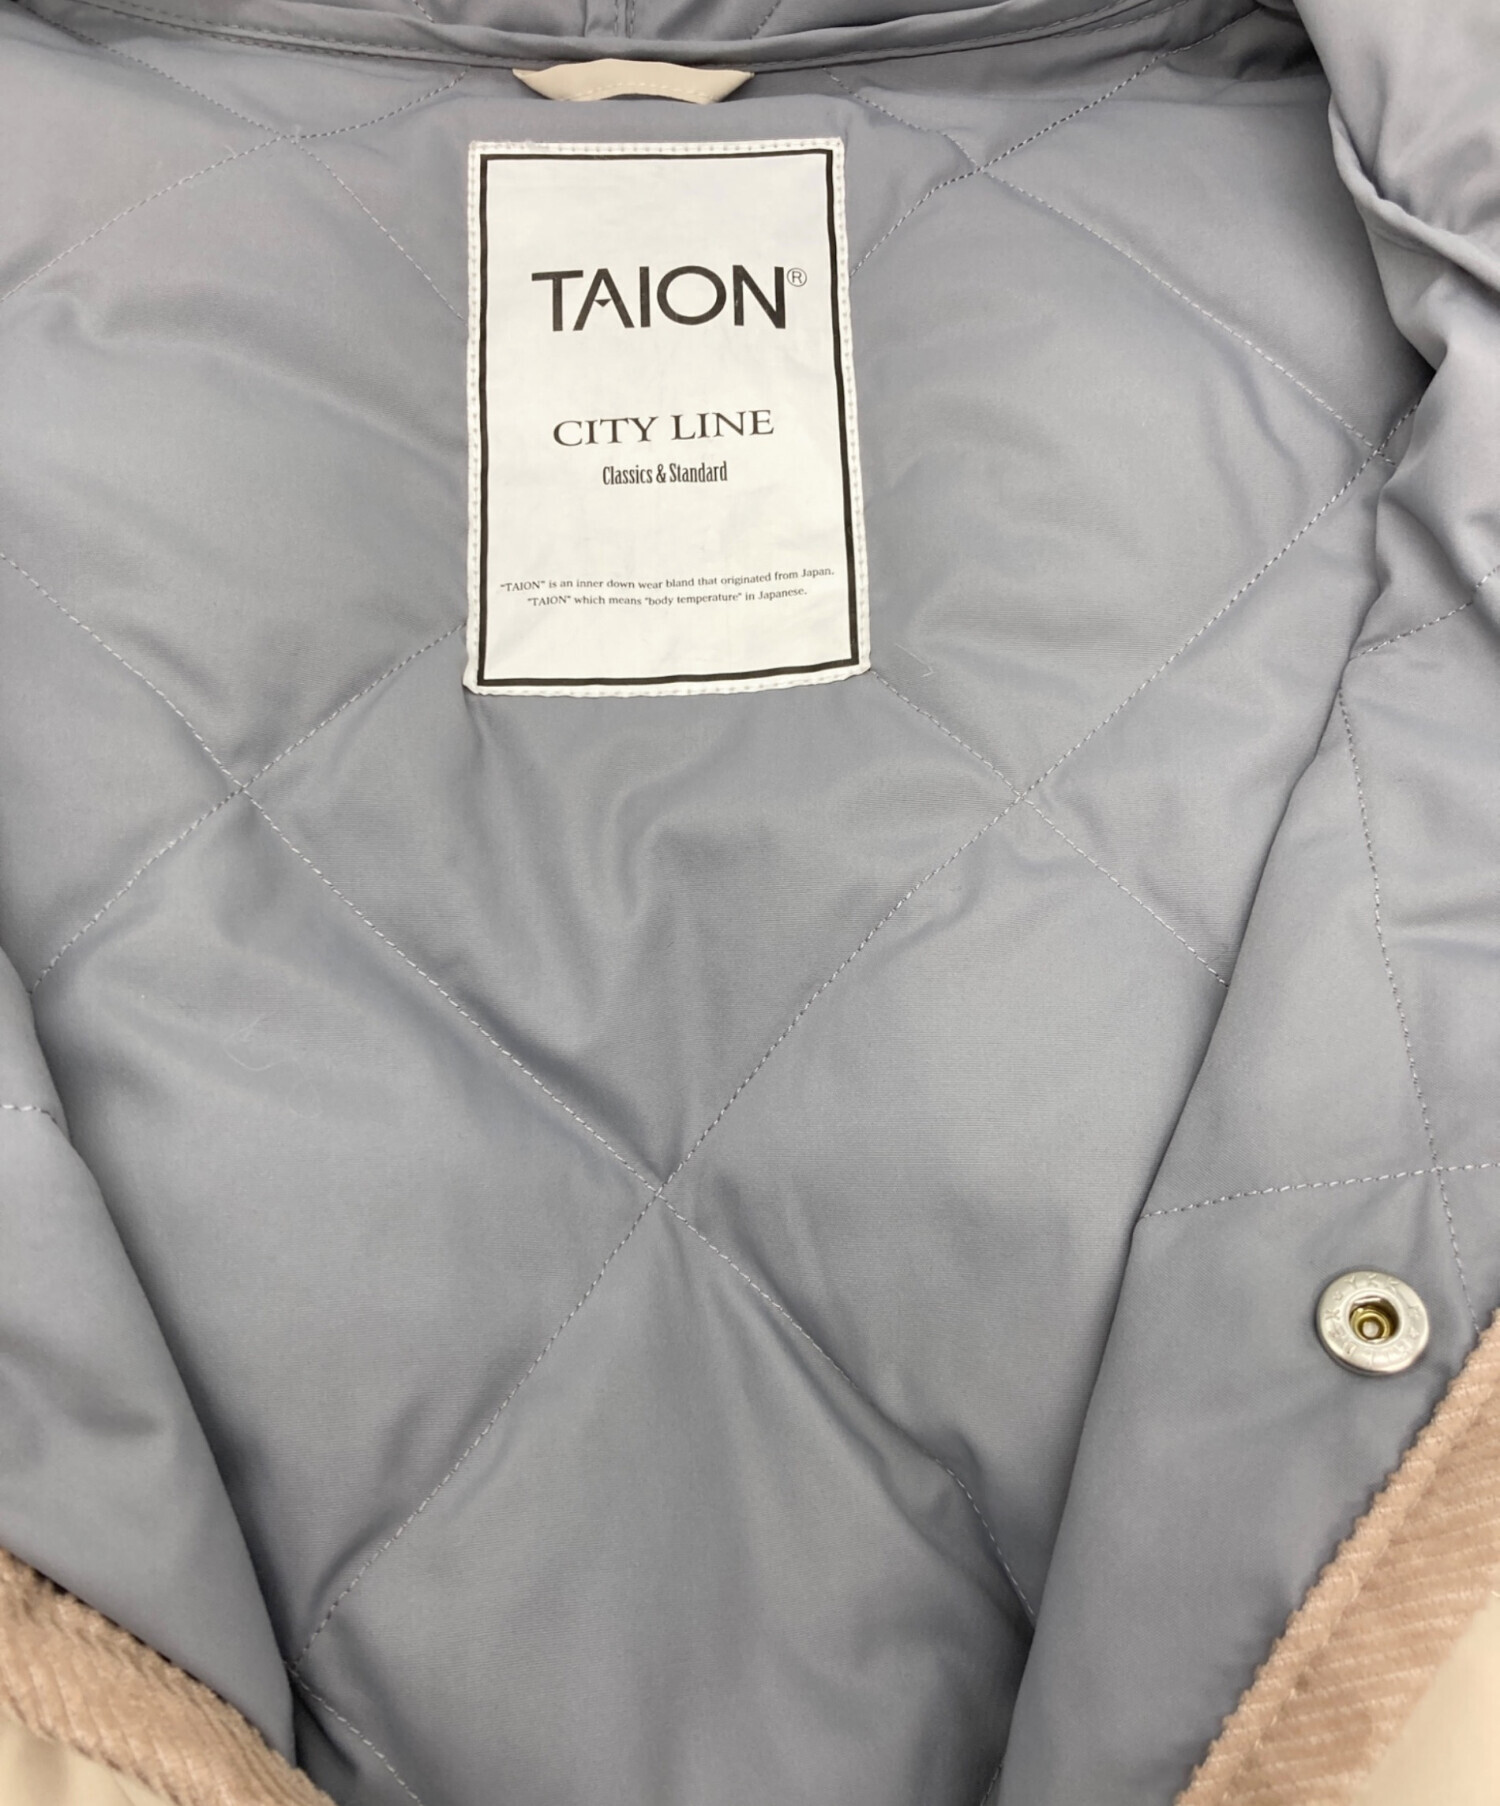 TAION®
CITY LINE
Classics & Standard
"TAION" is an inner down wear bland that originated from Japan.
"TAION" which means "body temperature" in Japanese.